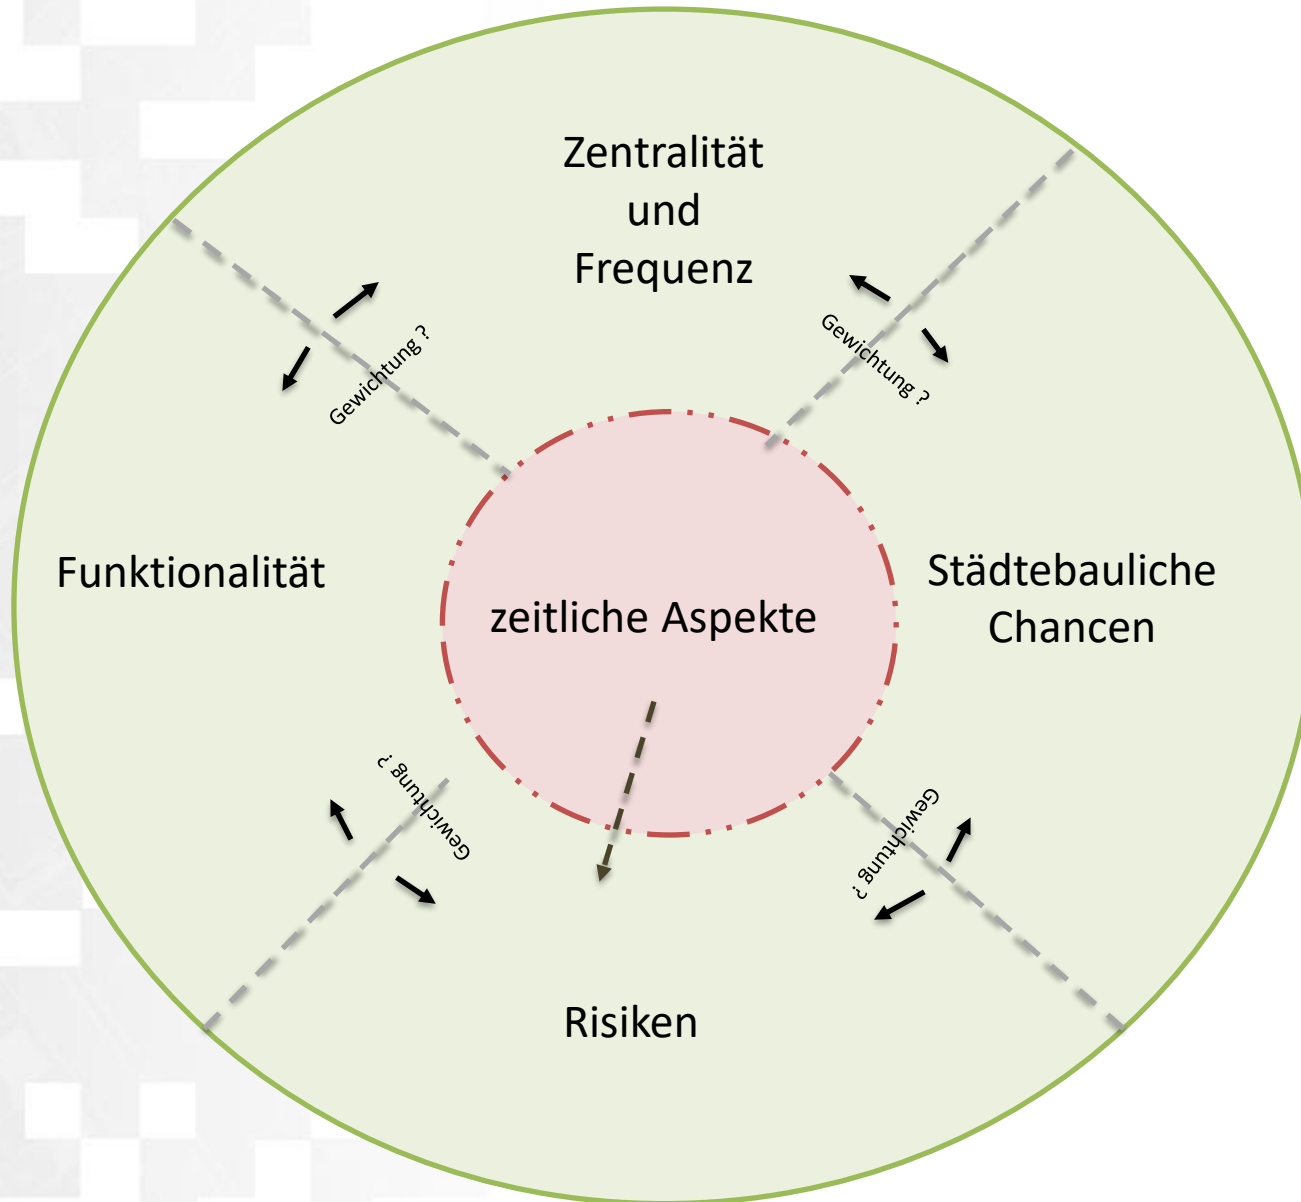 Zentralität
und
Frequenz
Gewichtung ?
Gewichtung ?
Funktionalität
zeitliche Aspekte
Städtebauliche
Chancen
Gewichtung ?
Gewichtung ?
Risiken